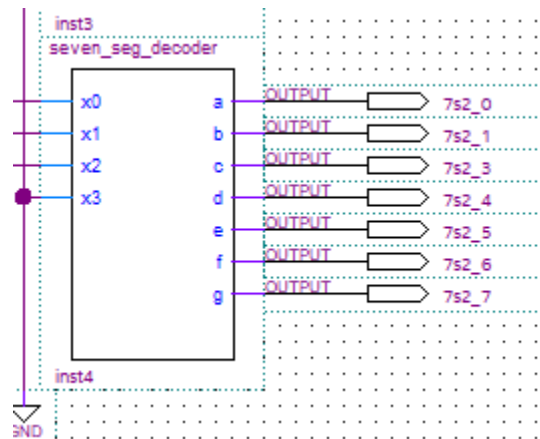 inst3
seven_seg_decoder
x0 a OUTPUT 7s2_0
x1 b OUTPUT 7s2_1
x2 c OUTPUT 7s2_3
x3 d OUTPUT 7s2_4
e OUTPUT 7s2_5
f OUTPUT 7s2_6
g OUTPUT 7s2_7
inst4
GND